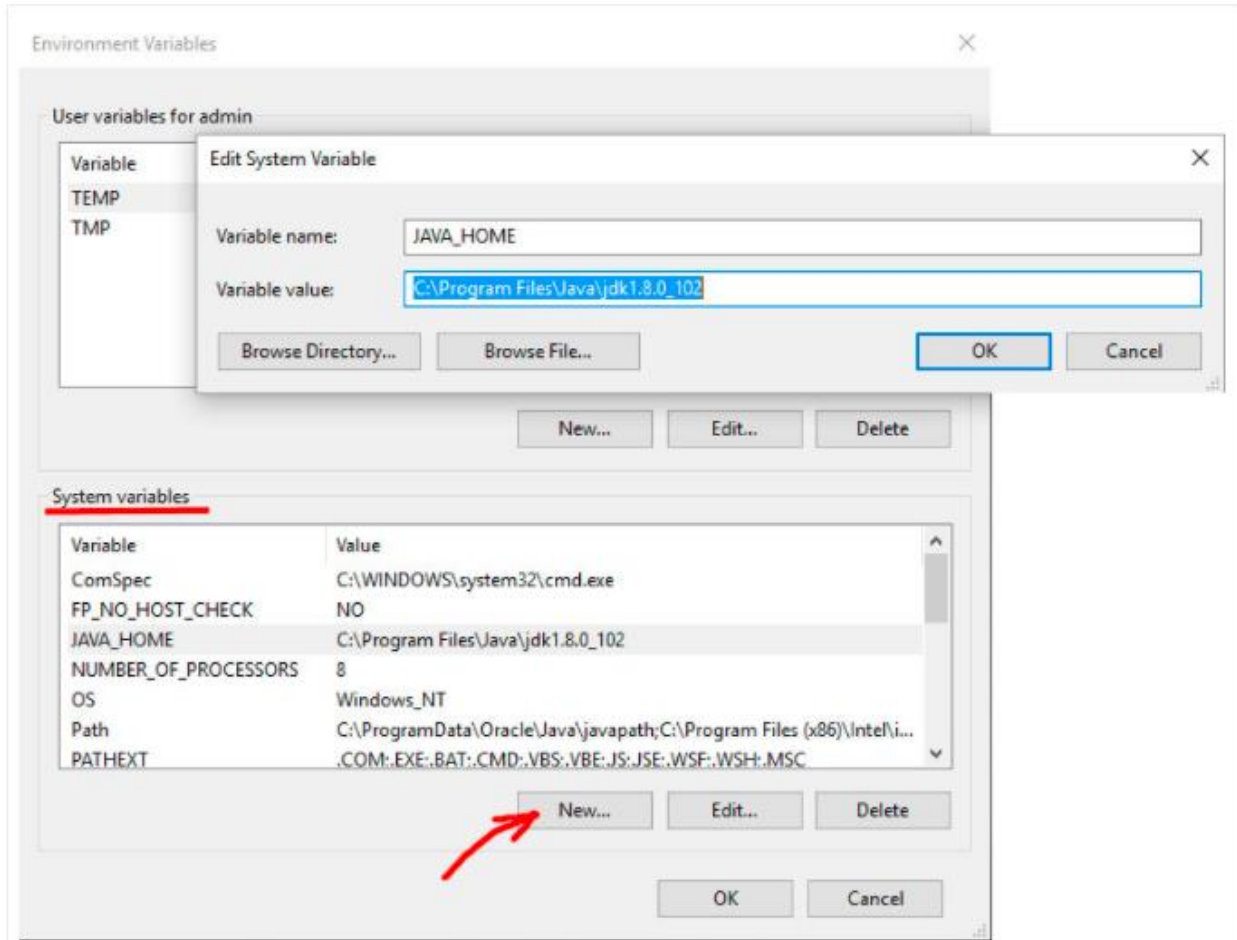 Environment Variables
User variables for admin
Variable
TEMP
TMP
Edit System Variable
Variable name: JAVA_HOME
Variable value: C:\Program Files\Java\jdk1.8.0_102
Browse Directory... Browse File... OK Cancel
New... Edit... Delete
System variables
Variable Value
ComSpec C:\WINDOWS\system32\cmd.exe
FP_NO_HOST_CHECK NO
JAVA_HOME C:\Program Files\Java\jdk1.8.0_102
NUMBER_OF_PROCESSORS 8
OS Windows_NT
Path C:\ProgramData\Oracle\Java\javapath;C:\Program Files (x86)\Intel\i...
PATHEXT .COM;.EXE;.BAT;.CMD;.VBS;.VBE;.JS;.JSE;.WSF;.WSH;.MSC
New... Edit... Delete
OK Cancel